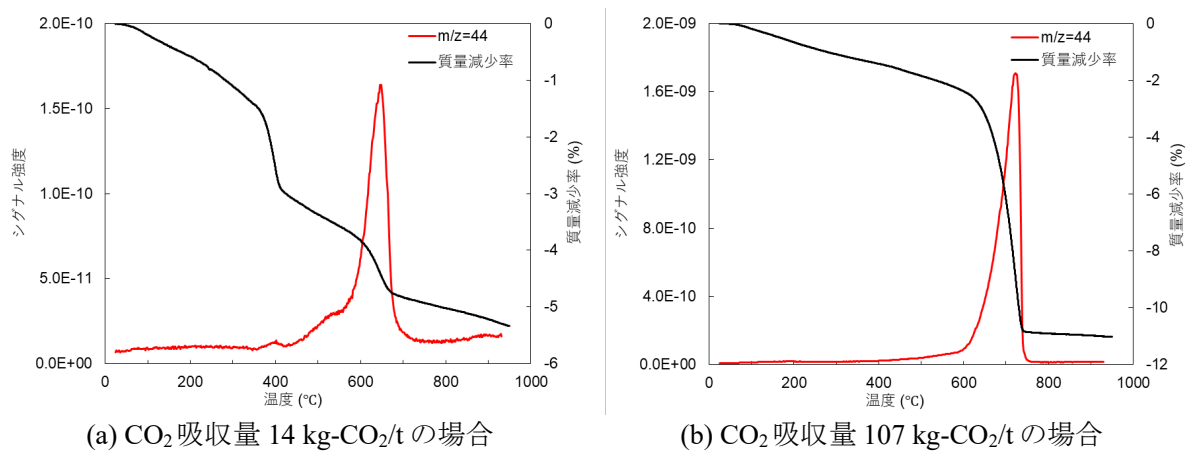 2.0E-10
1.5E-10
1.0E-10
5.0E-11
0.0E+00
シグナル強度
m/z=44
質量減少率
0
-1
-2
-3
-4
-5
-6
質量減少率 (%)
0 200 400 600 800 1000
温度 (℃)
(a) CO2 吸収量 14 kg-CO2/t の場合
2.0E-09
1.6E-09
1.2E-09
8.0E-10
4.0E-10
0.0E+00
シグナル強度
m/z=44
質量減少率
0
-2
-4
-6
-8
-10
-12
質量減少率 (%)
0 200 400 600 800 1000
温度 (℃)
(b) CO2 吸収量 107 kg-CO2/t の場合